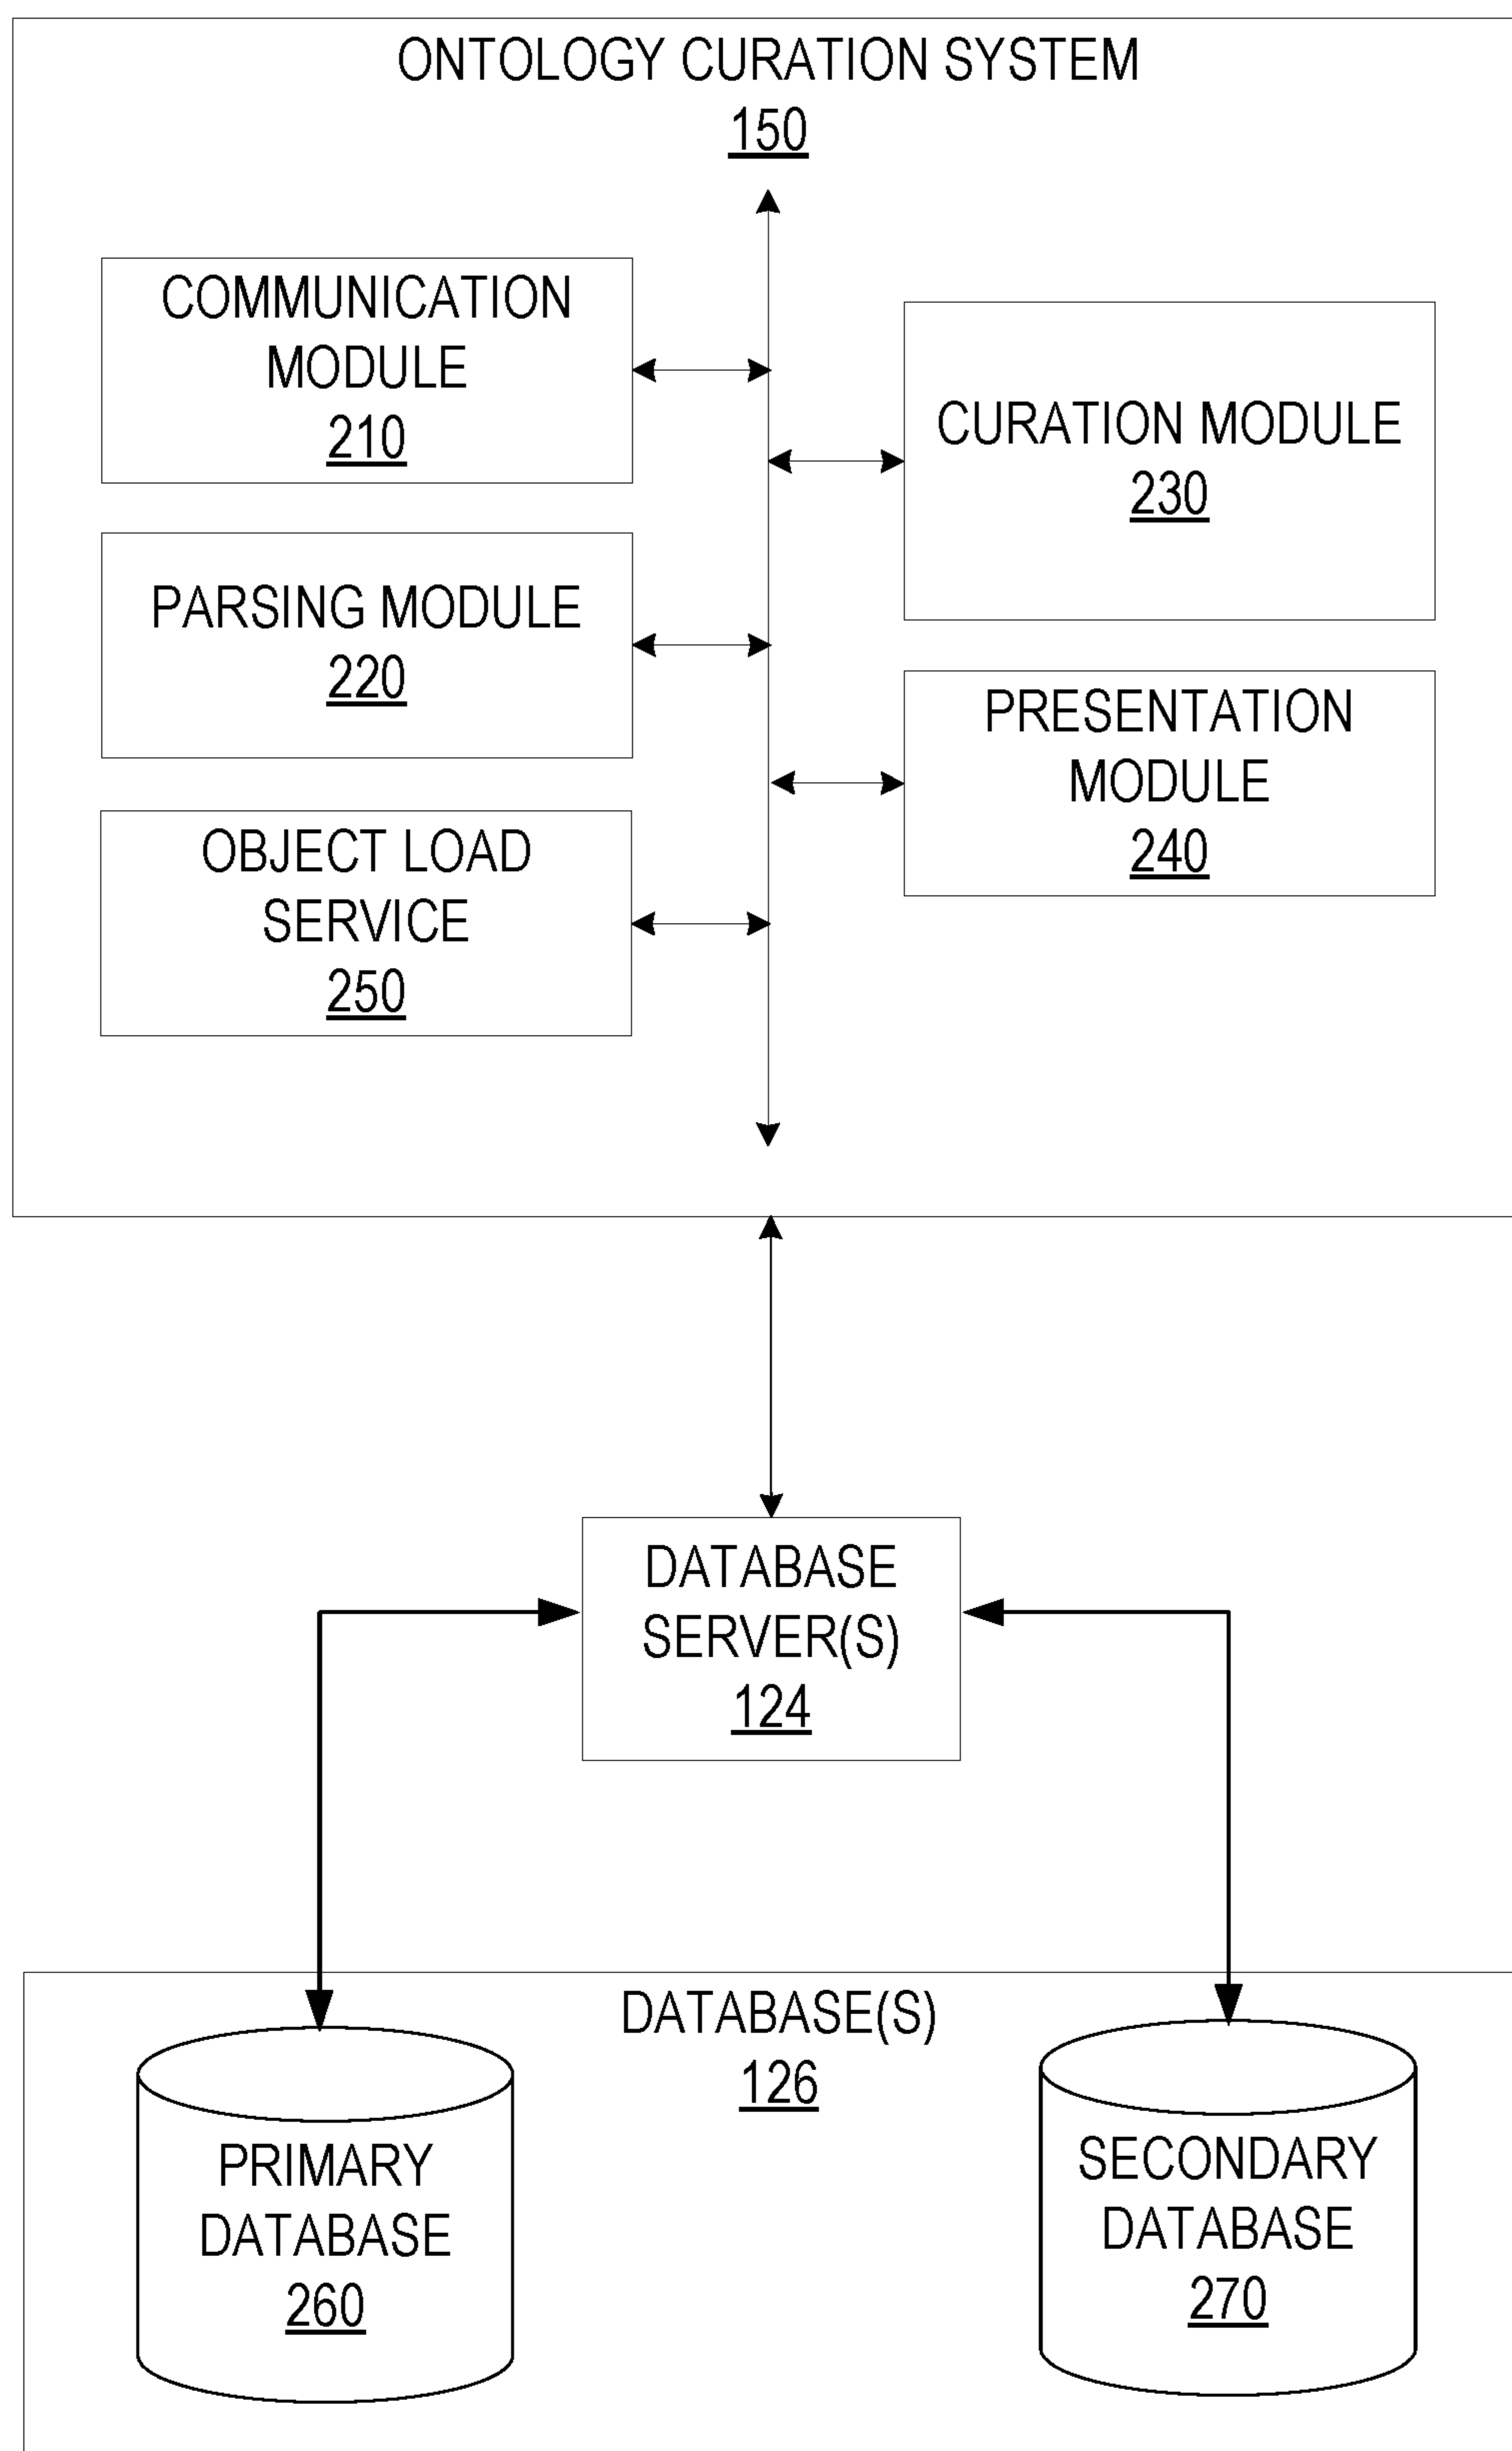 ONTOLOGY CURATION SYSTEM
150
COMMUNICATION
MODULE
210
CURATION MODULE
230
PARSING MODULE
220
PRESENTATION
MODULE
240
OBJECT LOAD
SERVICE
250
DATABASE
SERVER(S)
124
DATABASE(S)
126
PRIMARY
DATABASE
260
SECONDARY
DATABASE
270